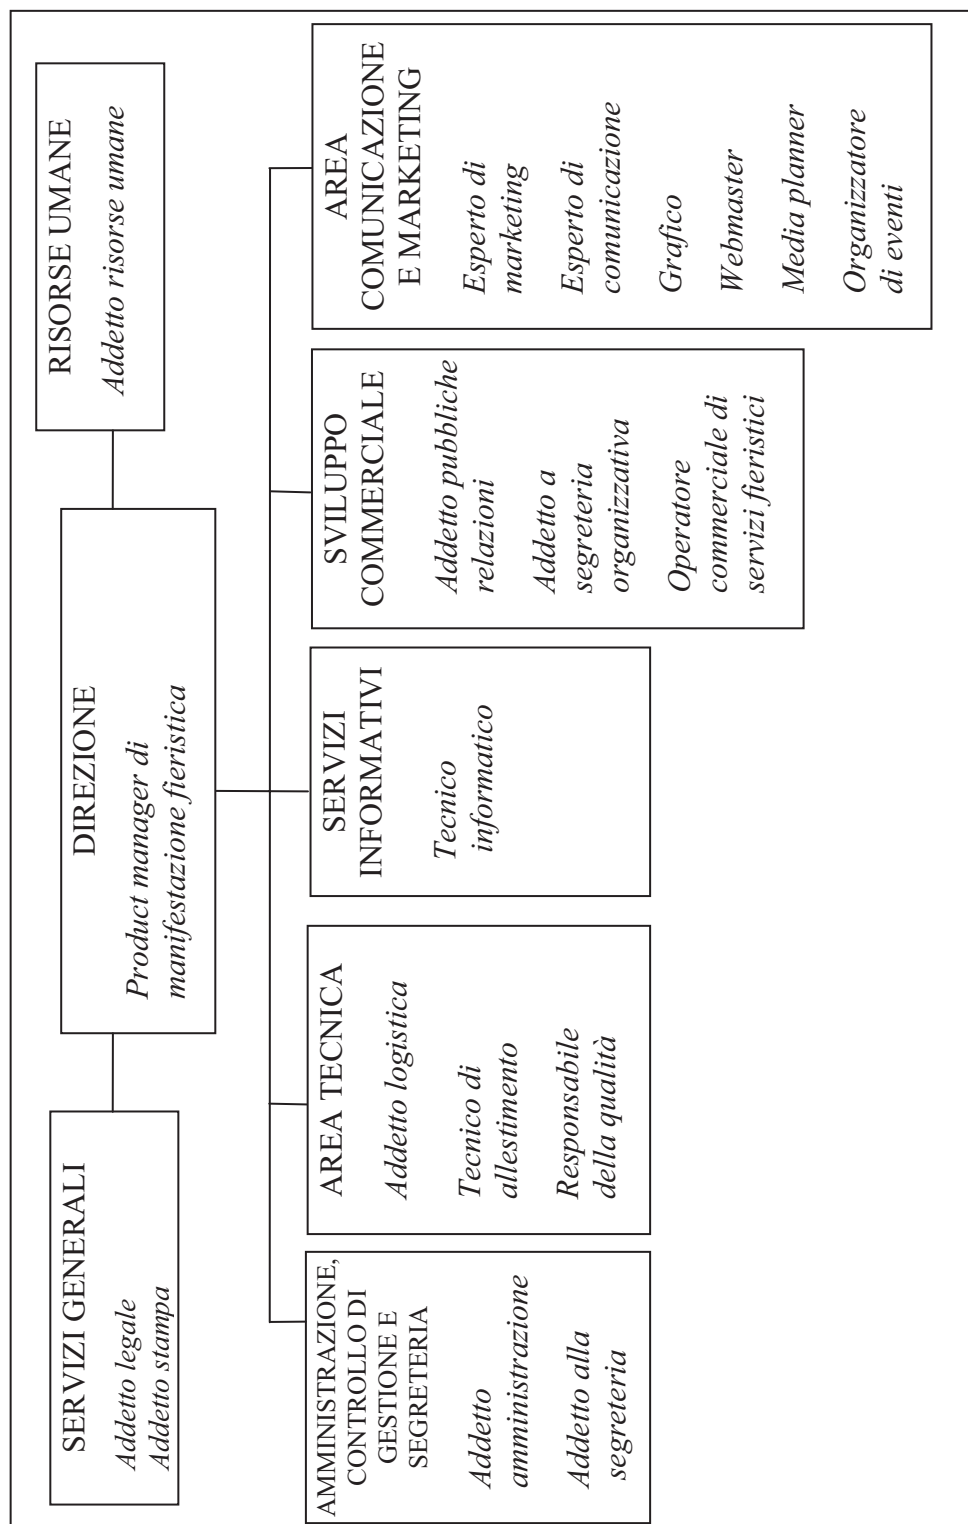 SERVIZI GENERALI
Addetto legale
Addetto stampa
DIREZIONE
Product manager di
manifestazione fieristica
RISORSE UMANE
Addetto risorse umane
AMMINISTRAZIONE,
CONTROLLO DI
GESTIONE E
SEGRETERIA
Addetto
amministrazione
Addetto alla
segreteria
AREA TECNICA
Addetto logistica
Tecnico di
allestimento
Responsabile
della qualità
SERVIZI
INFORMATIVI
Tecnico
informatico
SVILUPPO
COMMERCIALE
Addetto pubbliche
relazioni
Addetto a
segreteria
organizzativa
Operatore
commerciale di
servizi fieristici
AREA
COMUNICAZIONE
E MARKETING
Esperto di
marketing
Esperto di
comunicazione
Grafico
Webmaster
Media planner
Organizzatore
di eventi